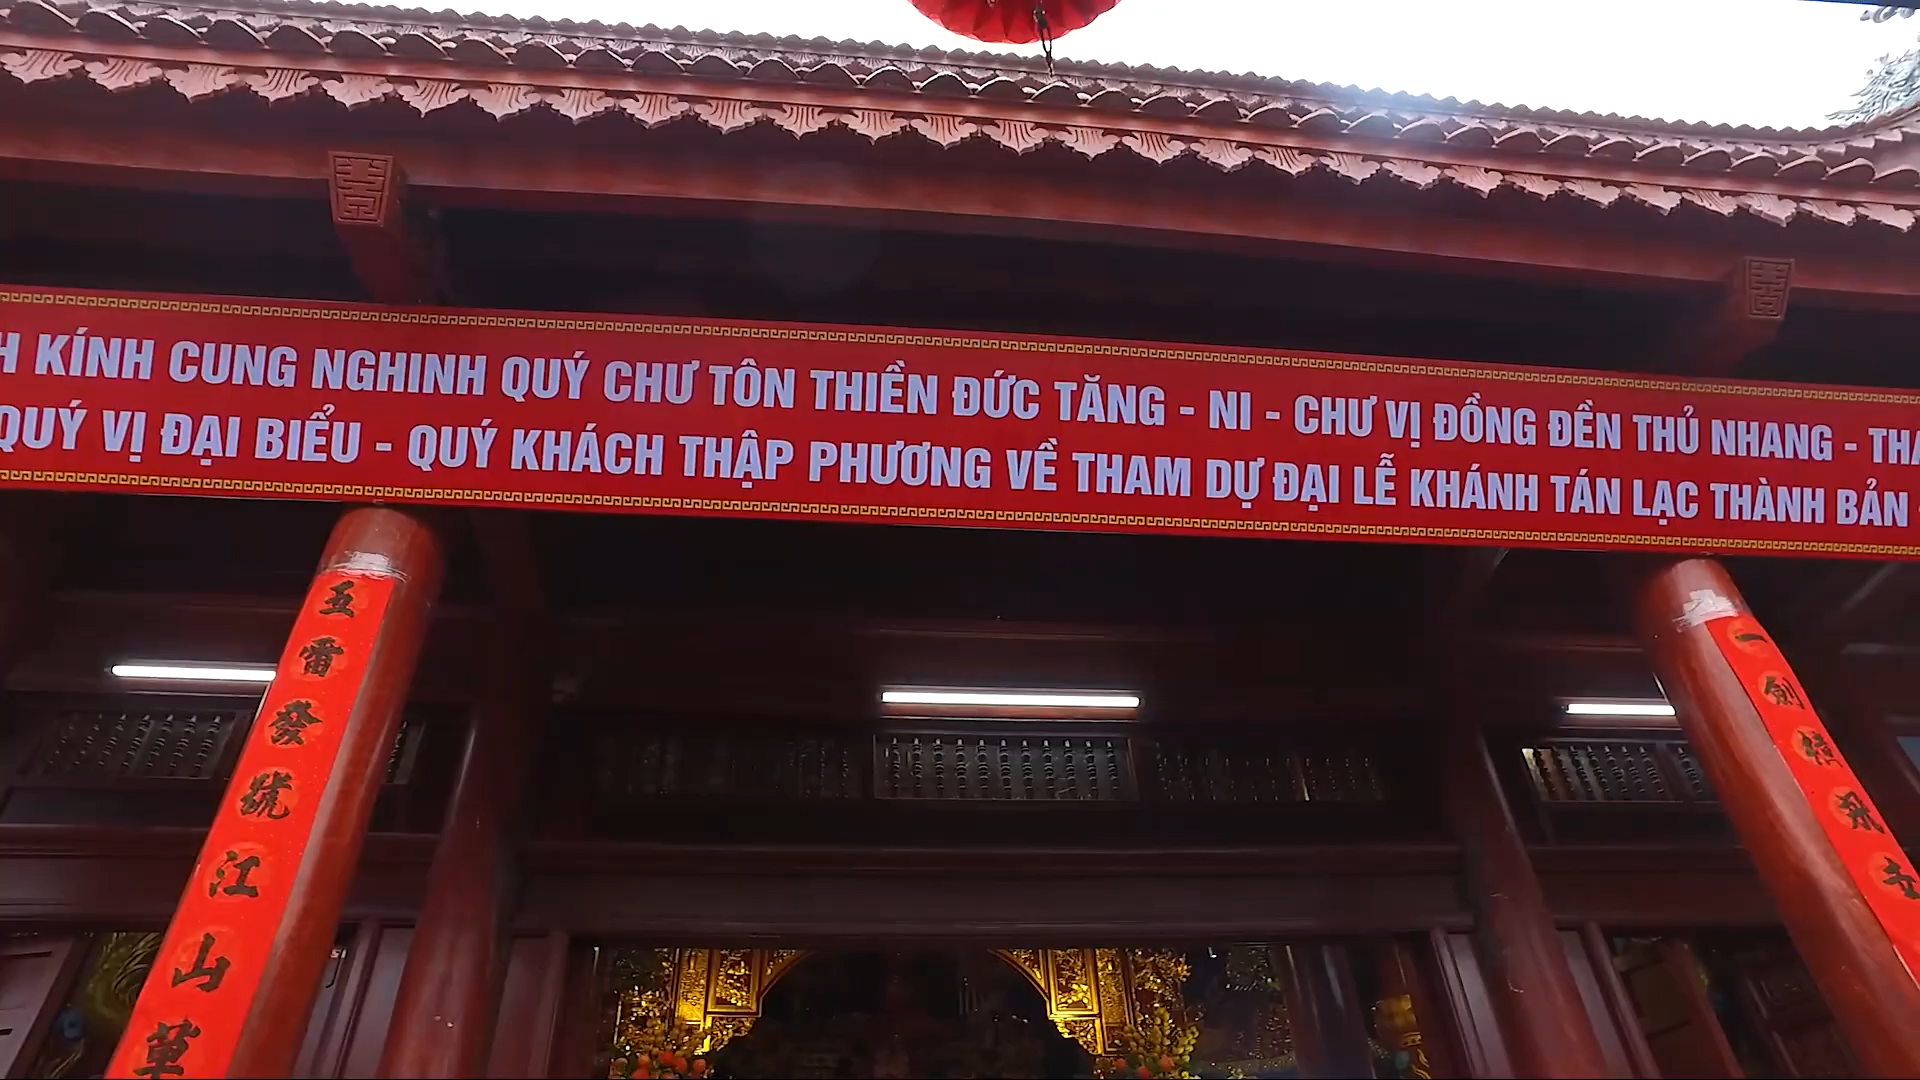 KÍNH CUNG NGHINH QUÝ CHƯ TÔN THIỀN ĐỨC TĂNG - NI - CHƯ VỊ ĐỒNG ĐỀN THỦ NHANG -
QUÝ VỊ ĐẠI BIỂU - QUÝ KHÁCH THẬP PHƯƠNG VỀ THAM DỰ ĐẠI LỄ KHÁNH TÁN LẠC THÀNH BẢN
五雷發號江山
一劍